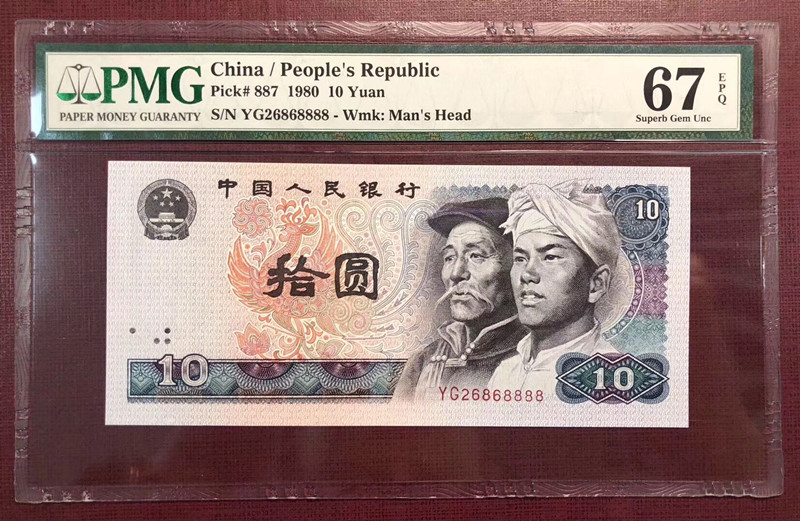 PMG
PAPER MONEY GUARANTY
China / People's Republic
Pick# 887 1980 10 Yuan
S/N YG26868888 - Wmk: Man's Head
67
EPQ
Superb Gem Unc
中国人民银行
10
拾圆
10
YG26868888
10